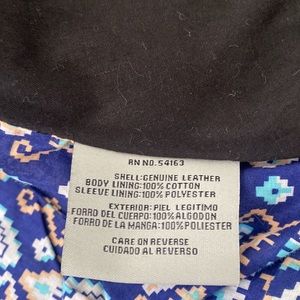 RN NO. 54163
SHELL: GENUINE LEATHER
BODY LINING: 100% COTTON
SLEEVE LINING: 100% POLYESTER
EXTERIOR: PIEL LEGITIMO
FORRO DEL CUERPO: 100% ALGODON
FORRO DE LA MANGA: 100% POLIESTER
CARE ON REVERSE
CUIDADO AL REVERSO